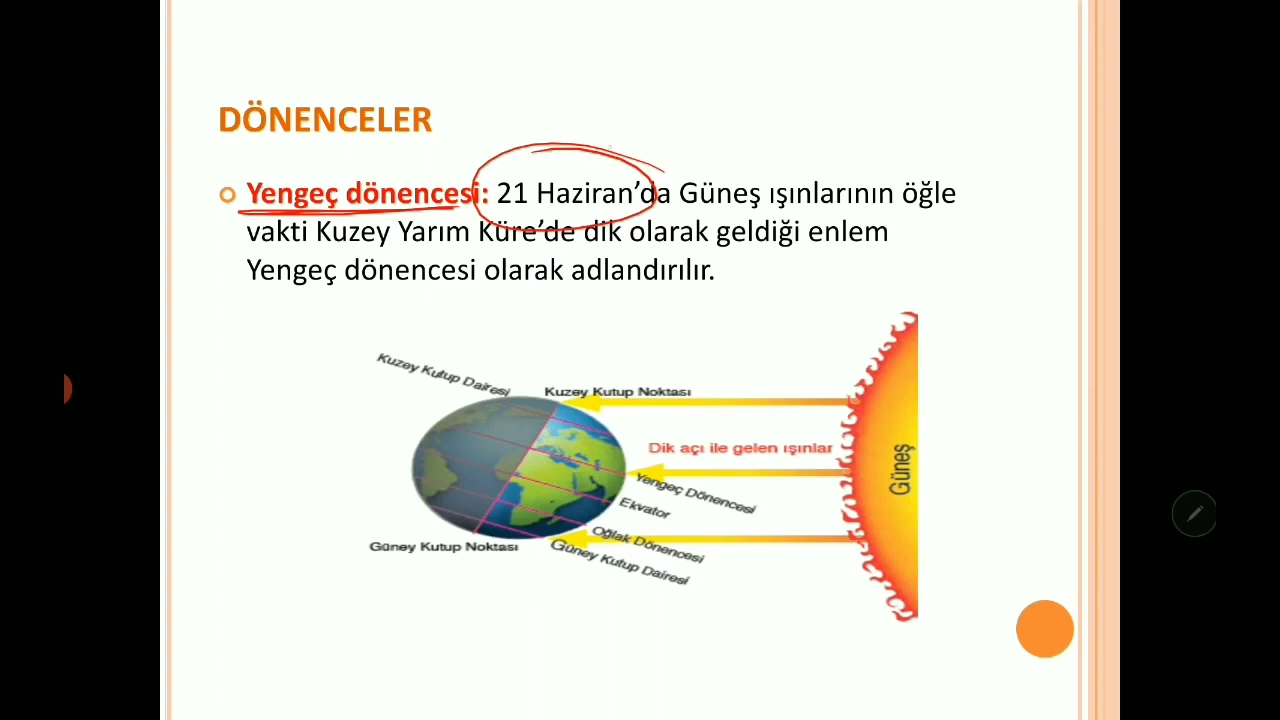 DÖNENCELER
Yengeç dönencesi: 21 Haziran’da Güneş ışınlarının öğle
vakti Kuzey Yarım Küre’de dik olarak geldiği enlem
Yengeç dönencesi olarak adlandırılır.
Kuzey Kutup Dairesi
Kuzey Kutup Noktası
Dik açı ile gelen ışınlar
Güneş
Yengeç Dönencesi
Ekvator
Oğlak Dönencesi
Güney Kutup Noktası
Güney Kutup Dairesi